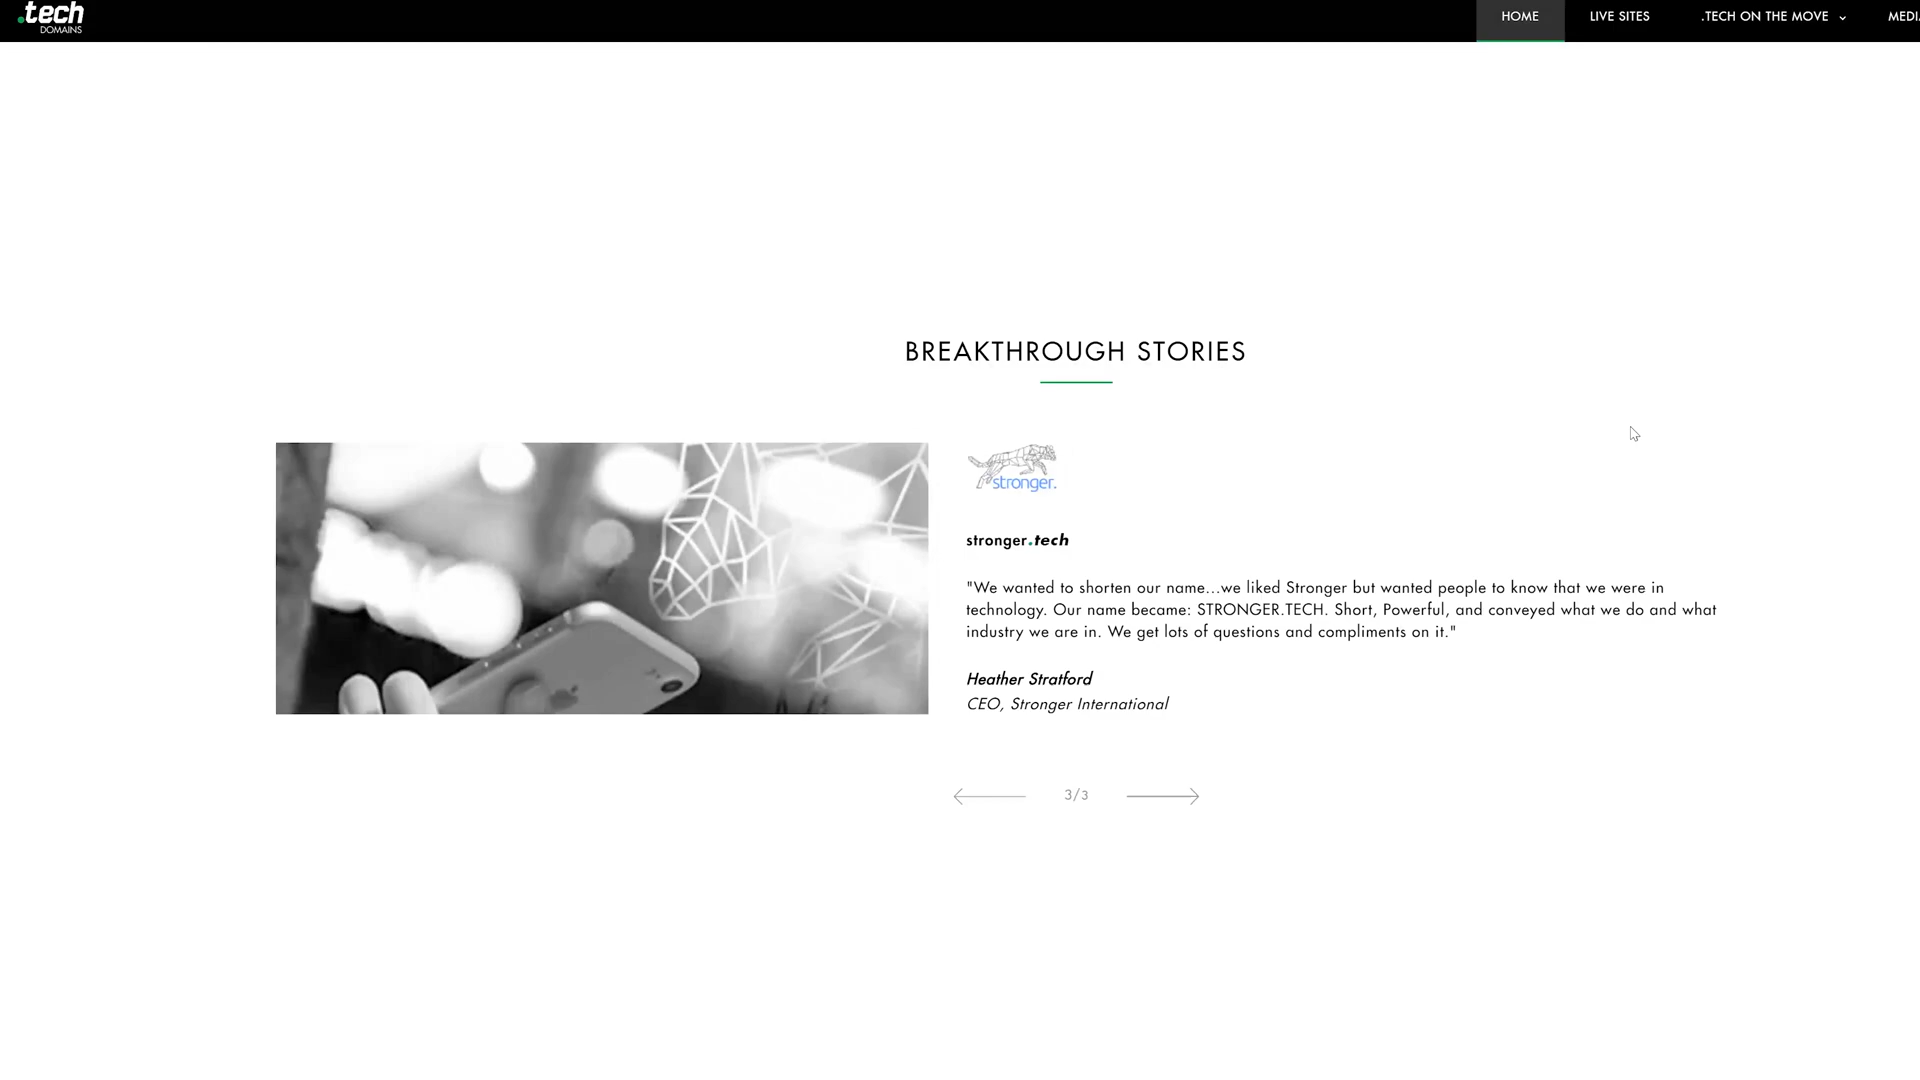 .tech
DOMAINS
HOME
LIVE SITES
.TECH ON THE MOVE
BREAKTHROUGH STORIES
stronger.
stronger.tech
"We wanted to shorten our name...we liked Stronger but wanted people to know that we were in
technology. Our name became: STRONGER.TECH. Short, Powerful, and conveyed what we do and what
industry we are in. We get lots of questions and compliments on it."
Heather Stratford
CEO, Stronger International
3/3